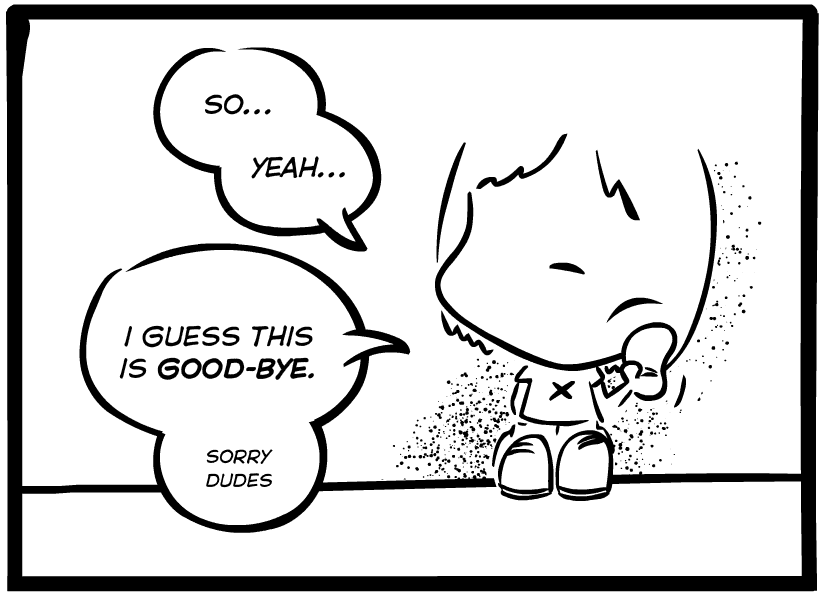 SO...
YEAH...
I GUESS THIS
IS GOOD-BYE.
SORRY
DUDES